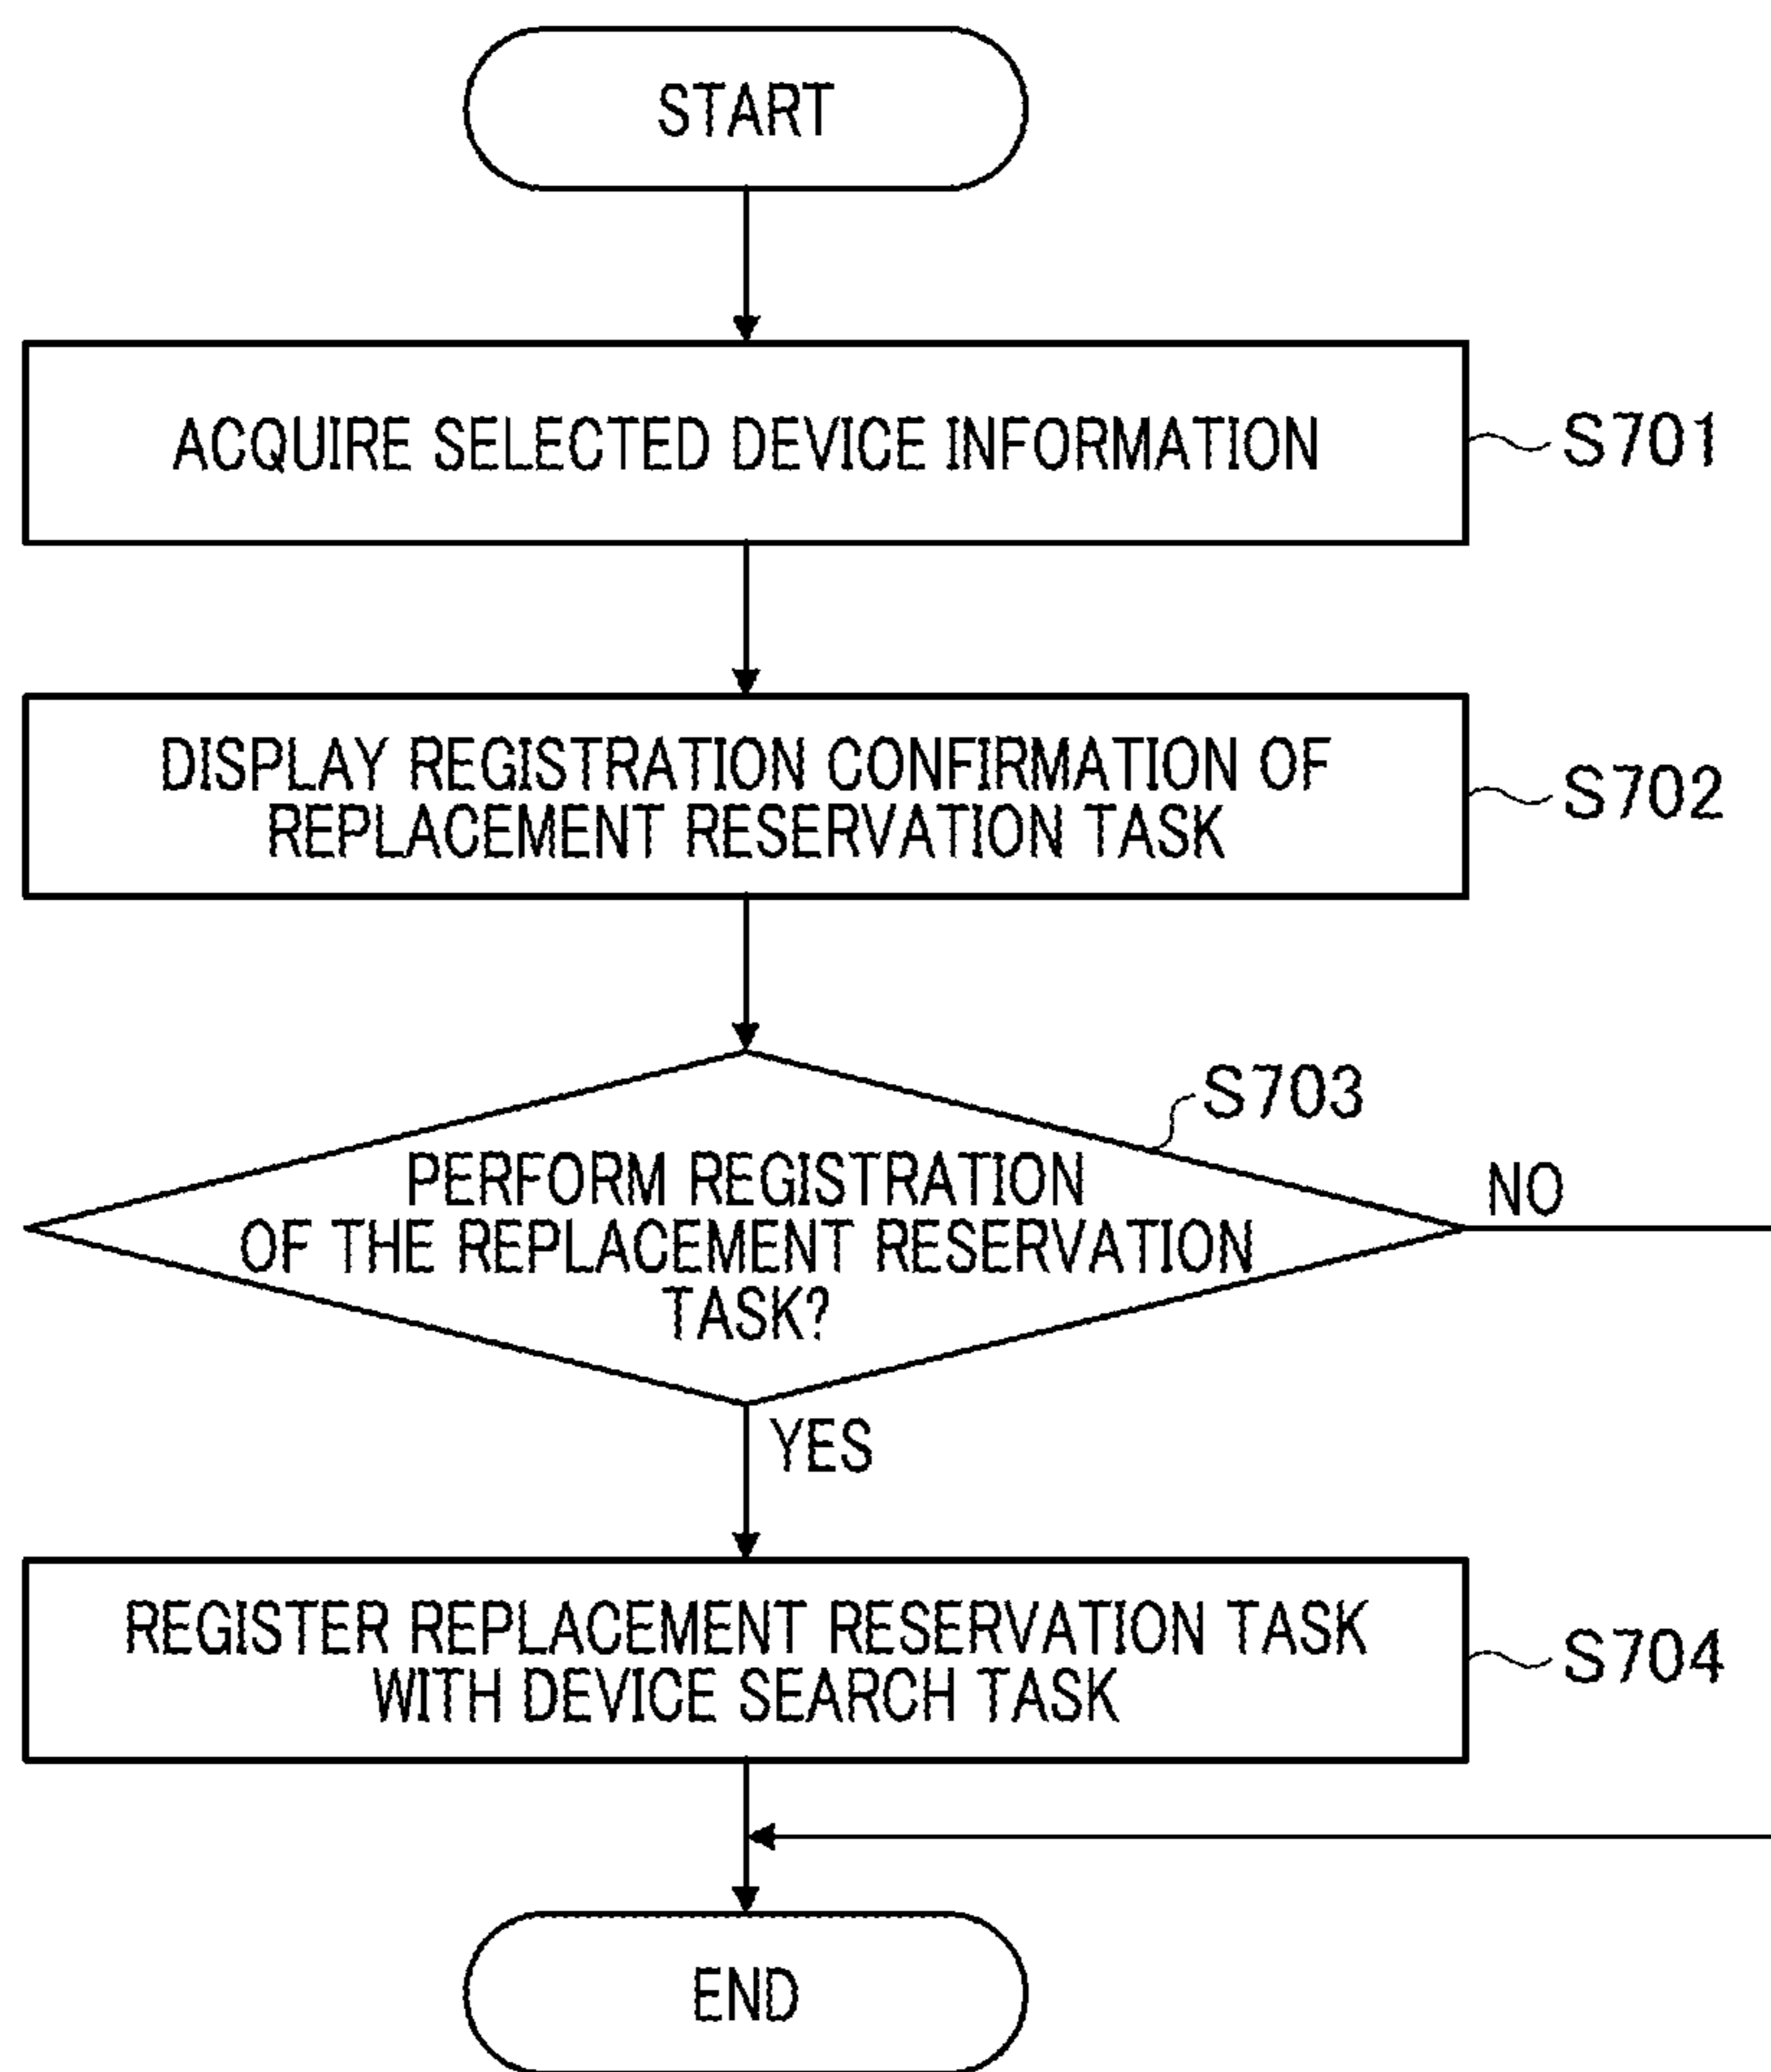 START
ACQUIRE SELECTED DEVICE INFORMATION
S701
DISPLAY REGISTRATION CONFIRMATION OF
REPLACEMENT RESERVATION TASK
S702
S703
PERFORM REGISTRATION
OF THE REPLACEMENT RESERVATION
TASK?
NO
YES
REGISTER REPLACEMENT RESERVATION TASK
WITH DEVICE SEARCH TASK
S704
END